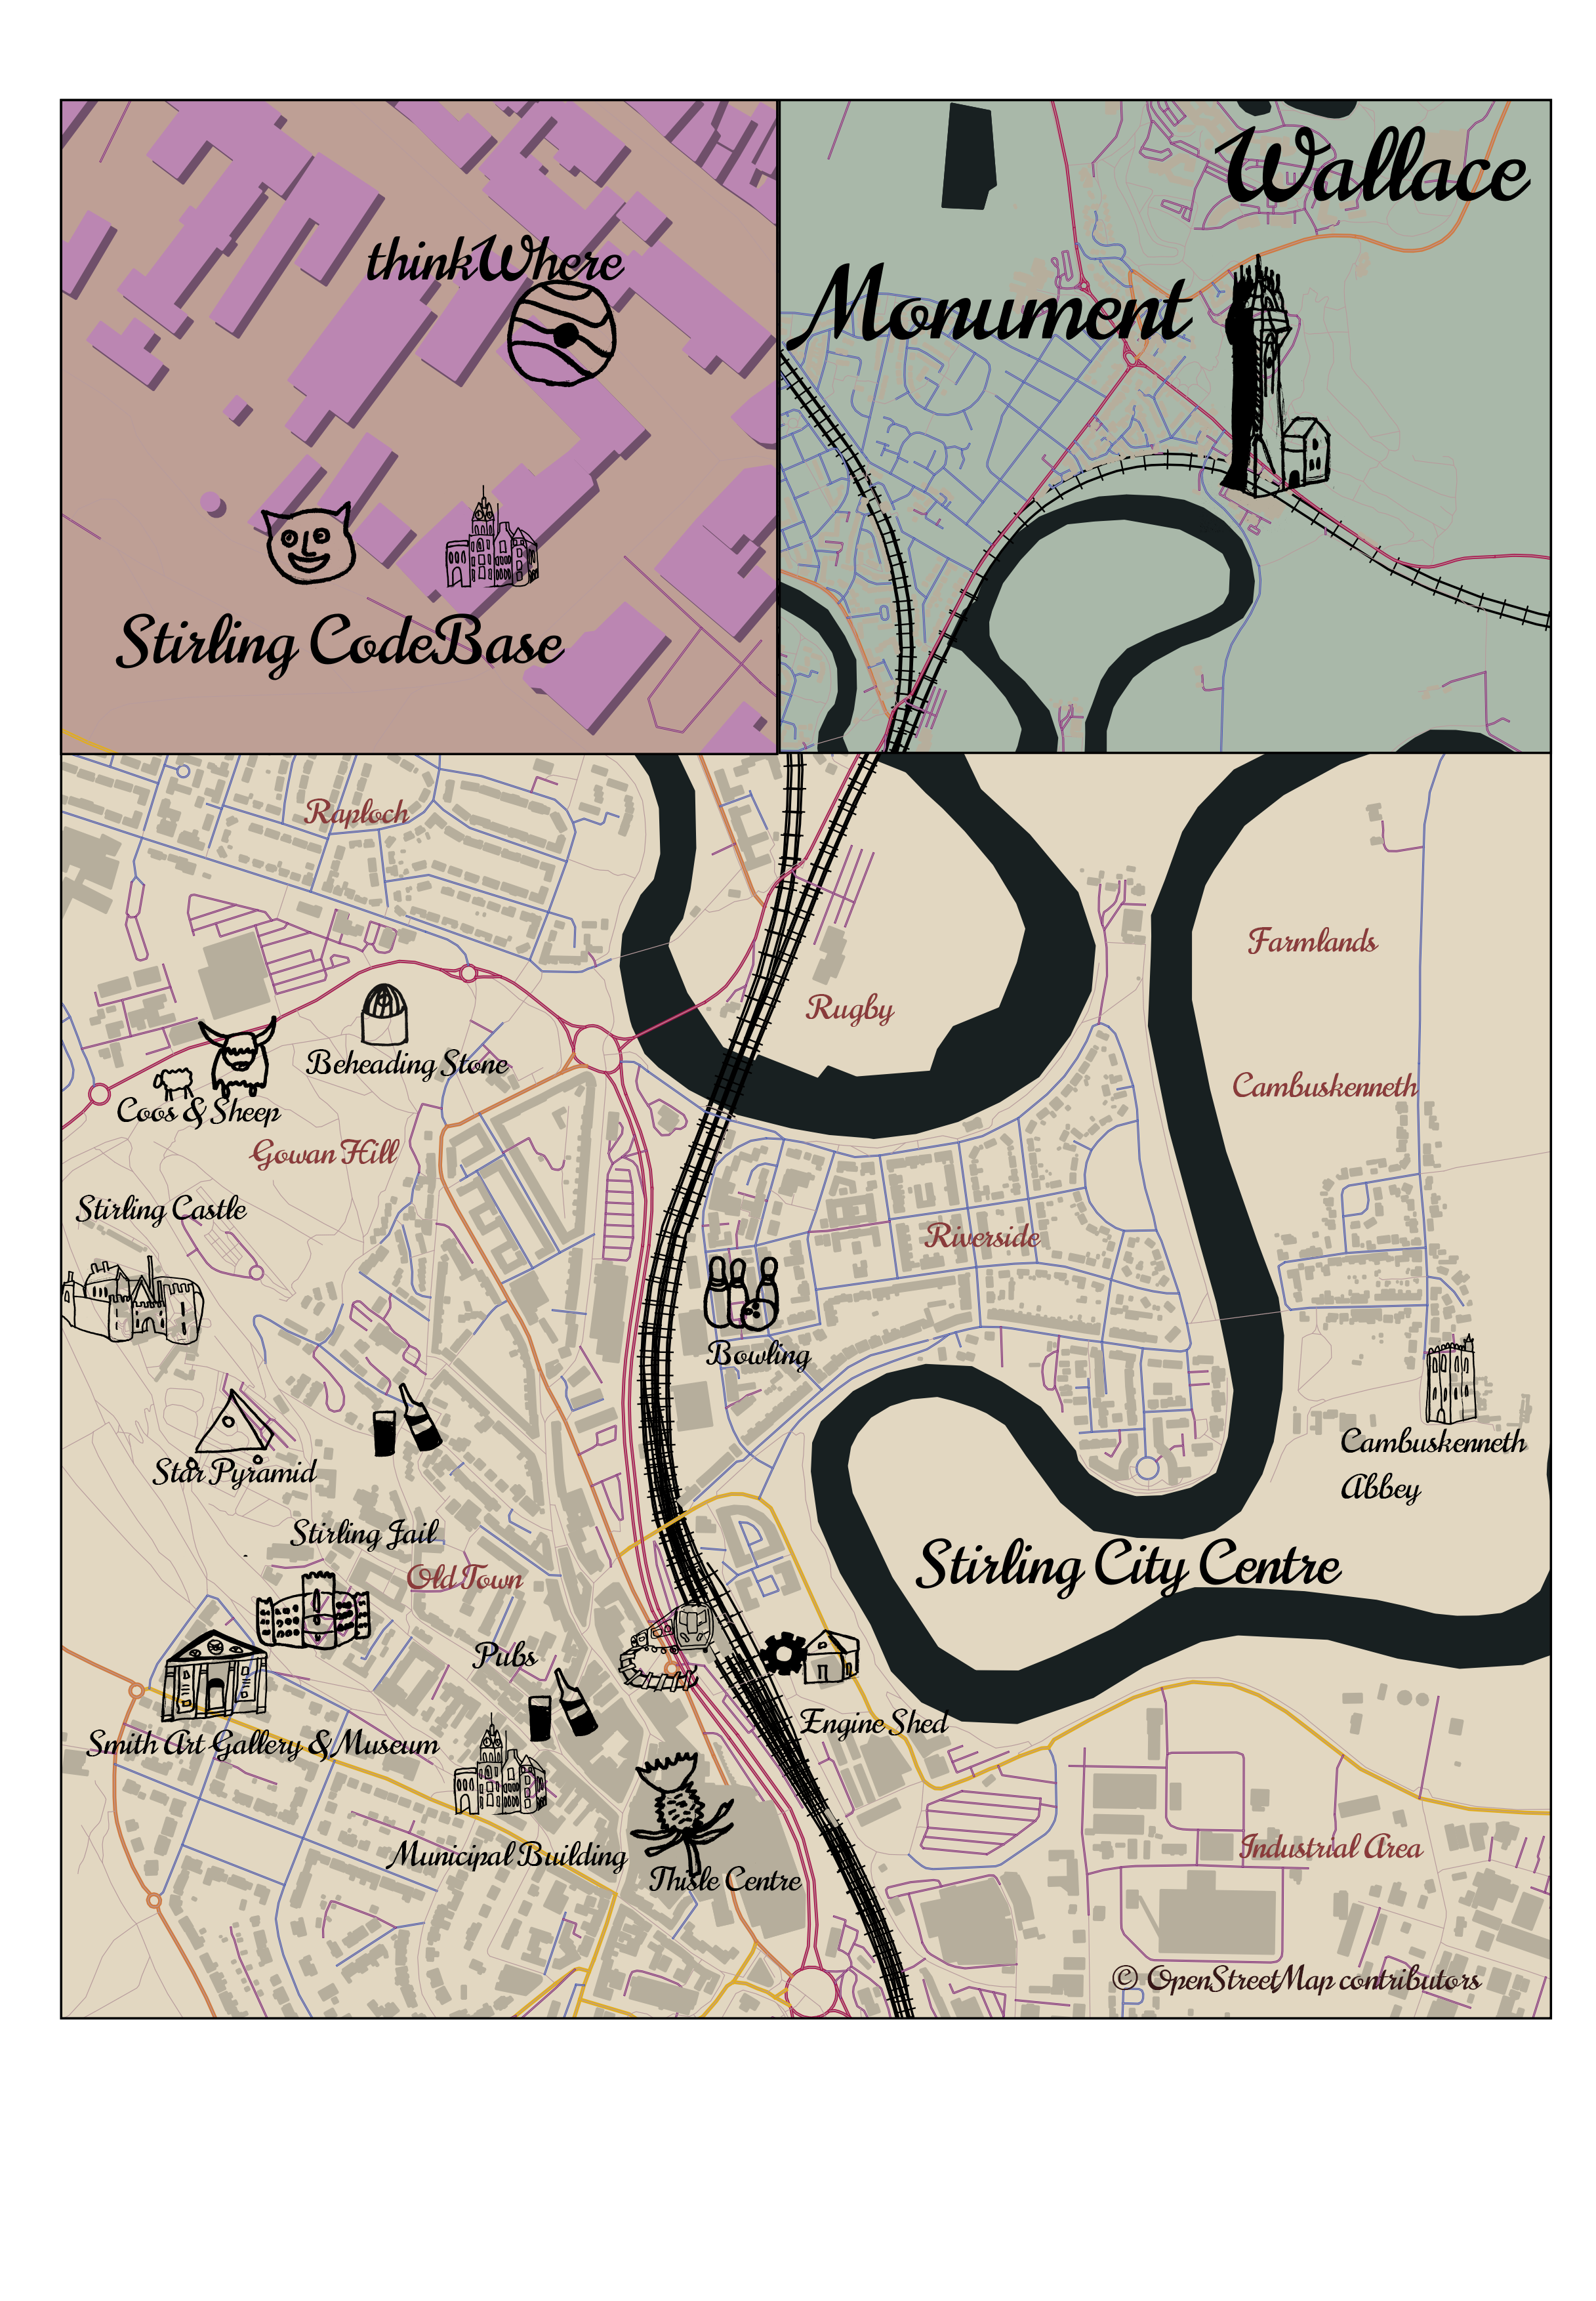 thinkWhere
Stirling CodeBase
Wallace
Monument
Raploch
Farmlands
Rugby
Beheading Stone
Cambuskenneth
Coos & Sheep
Gowan Hill
Stirling Castle
Riverside
Bowling
Cambuskenneth
Abbey
Star Pyramid
Stirling Jail
Stirling City Centre
Old Town
Pubs
Engine Shed
Smith Art Gallery & Museum
Municipal Building
Thisle Centre
Industrial Area
© OpenStreetMap contributors